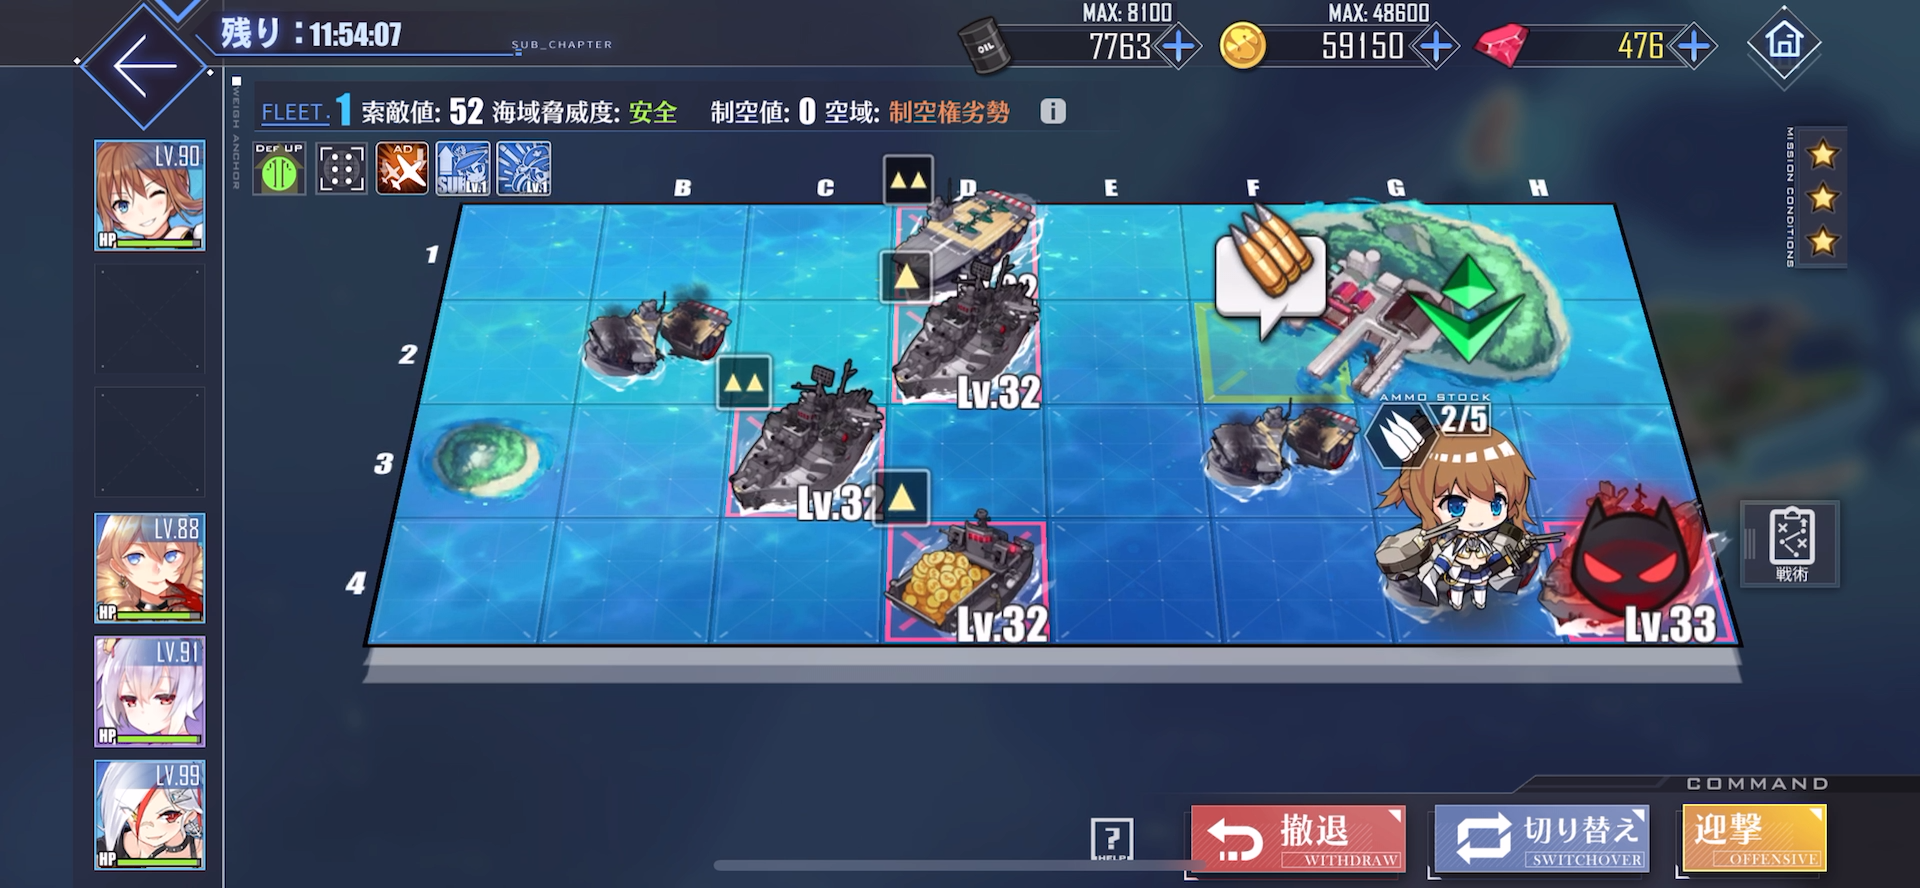 残り：11:54:07
SUB_CHAPTER
MAX: 8100
7763
OIL
MAX: 48600
59150
476
WEIGH ANCHOR
FLEET. 1 索敵値: 52 海域脅威度: 安全 制空値: 0 空域: 制空権劣勢 i
DEF UP
AD
SUB LV.1
LV.1
MISSION CONDITIONS
B C D E F G H
1
2
3
4
LV.90
HP
LV.88
HP
LV.91
HP
LV.99
HP
Lv.32
Lv.32
Lv.32
AMMO STOCK
2/5
Lv.33
戦術
COMMAND
?
HELP
撤退
WITHDRAW
切り替え
SWITCHOVER
迎撃
OFFENSIVE